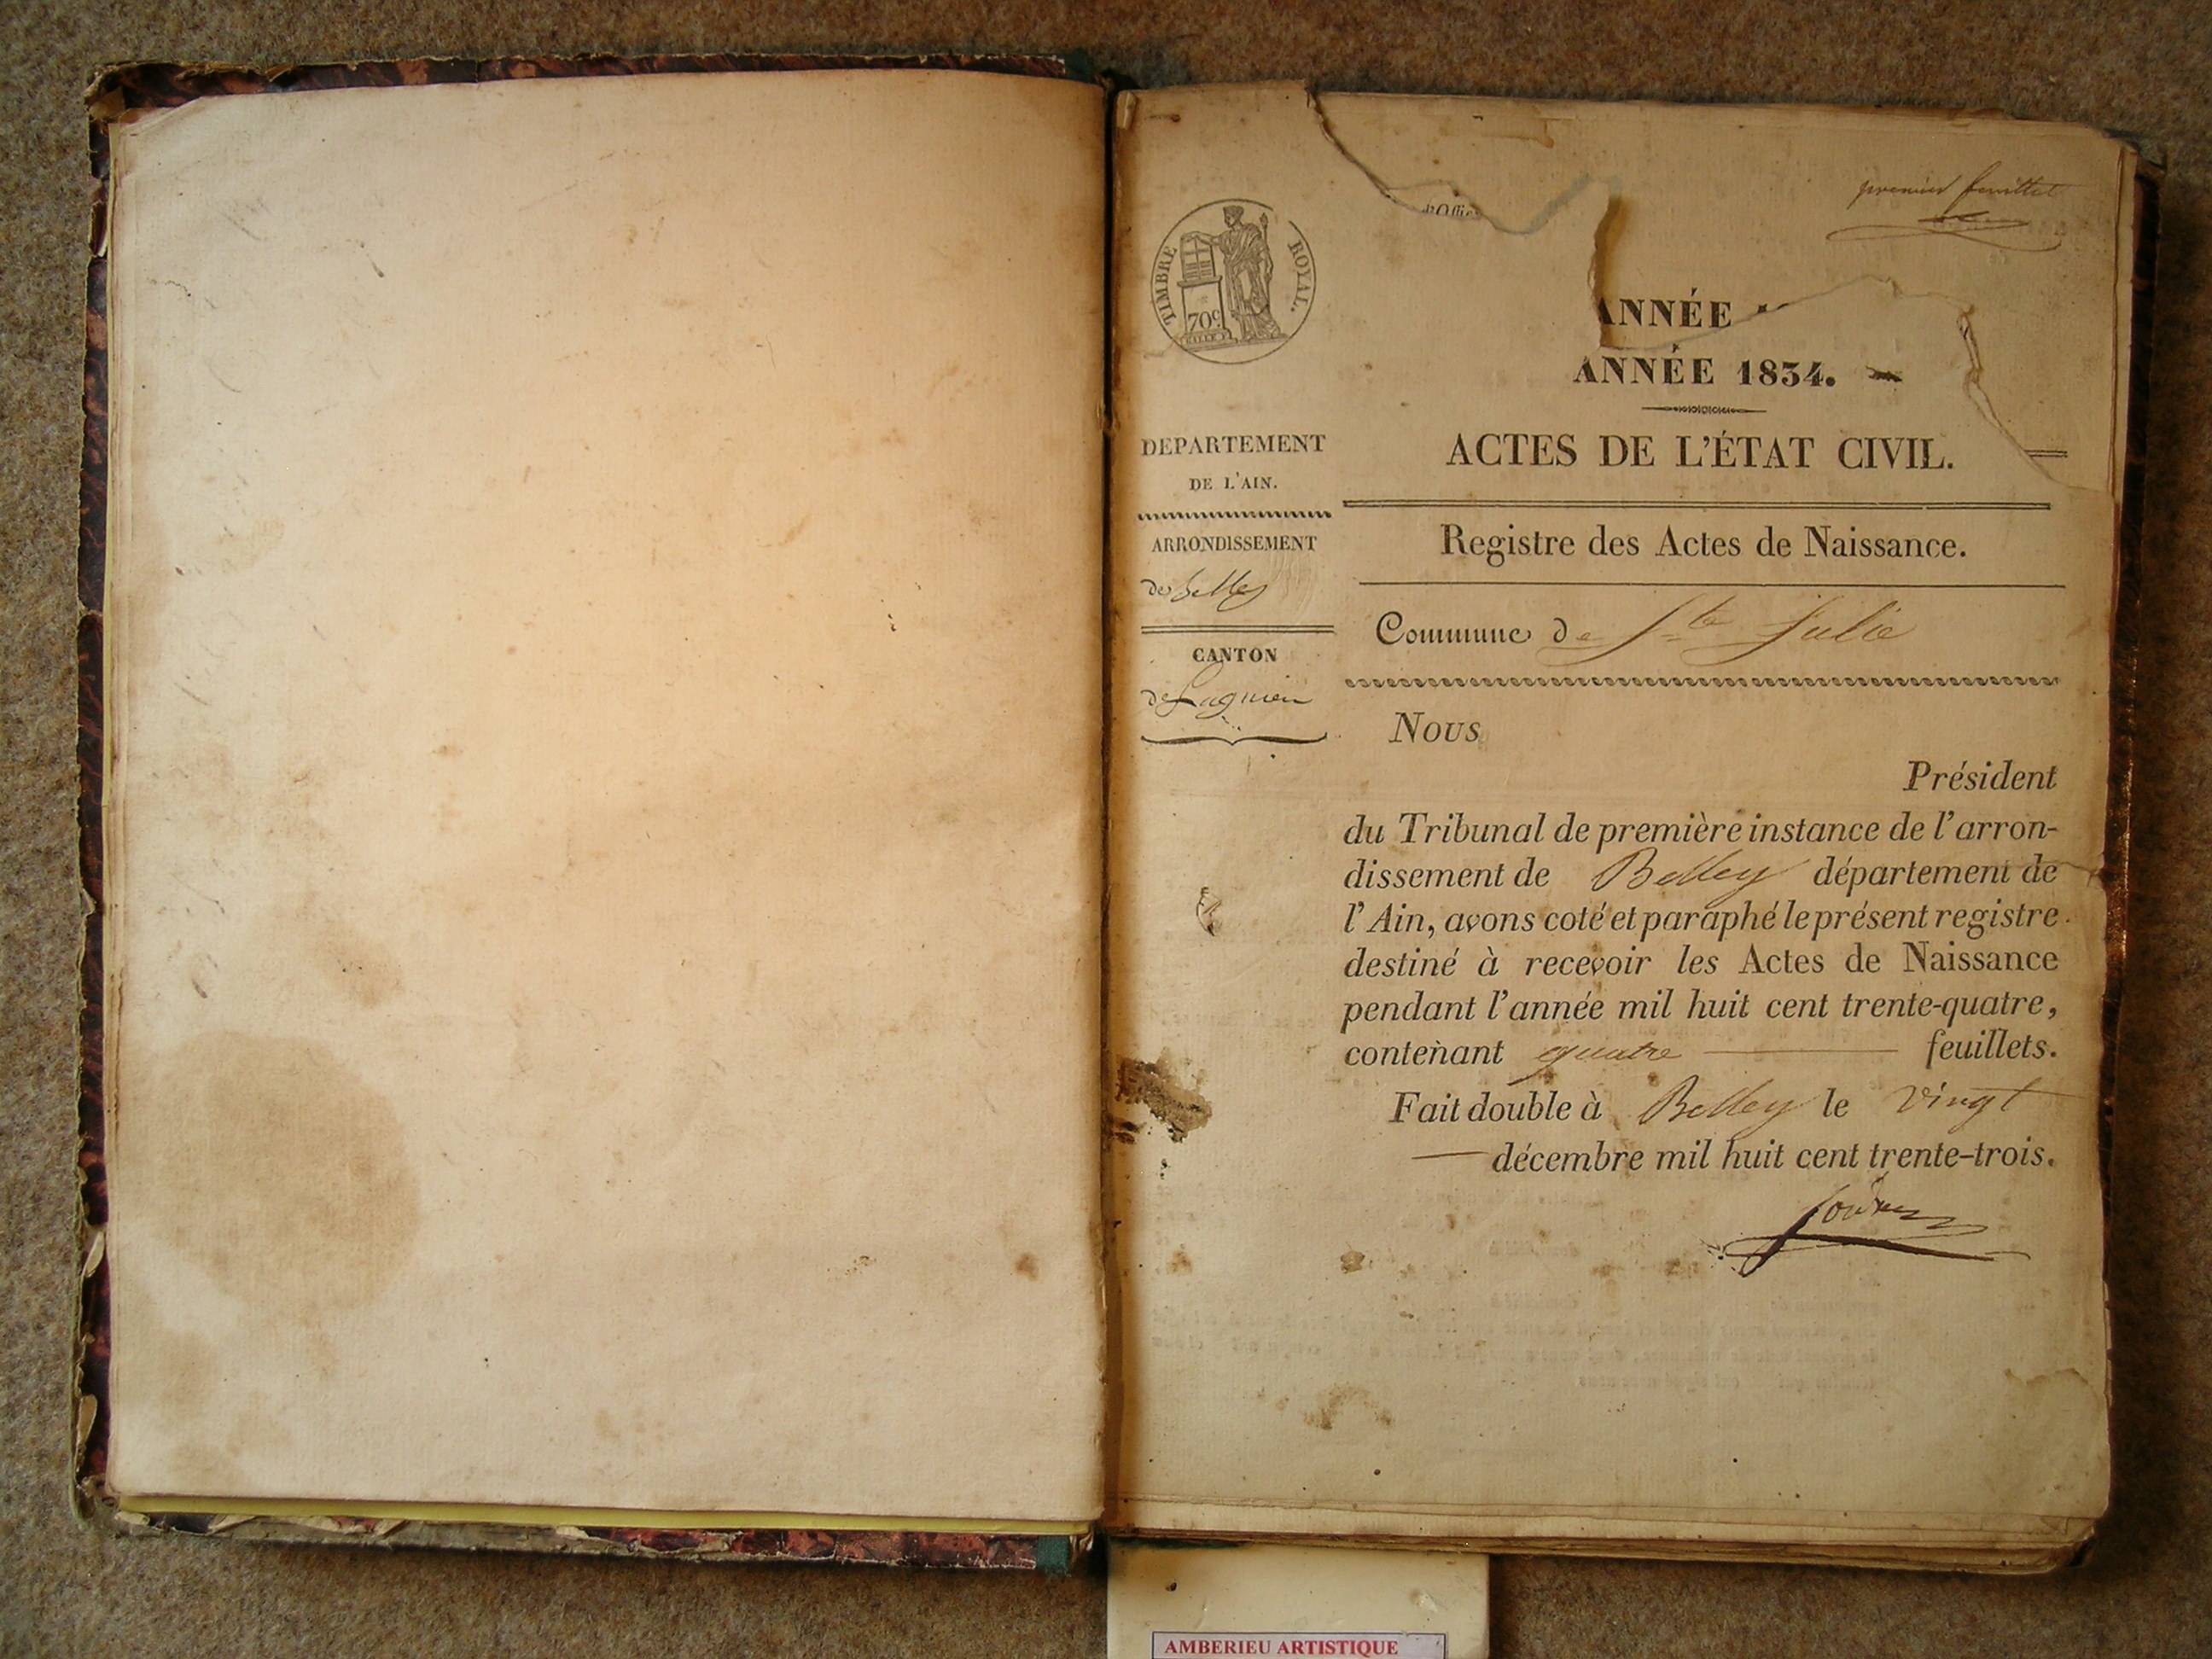 premier feuillet
d'Offic
TIMBRE ROYAL.
70c
ANNÉE
ANNÉE 1834.
DEPARTEMENT
DE L'AIN.
ACTES DE L'ÉTAT CIVIL.
ARRONDISSEMENT
de Belley
Registre des Actes de Naissance.
CANTON
de Lagnieu
Commune de Ste Julie
Nous
Président
du Tribunal de première instance de l'arron-
dissement de Belley département de
l'Ain, avons coté et paraphé le présent registre
destiné à recevoir les Actes de Naissance
pendant l'année mil huit cent trente-quatre,
contenant quatre feuillets.
Fait double à Belley le vingt
décembre mil huit cent trente-trois.
AMBERIEU ARTISTIQUE